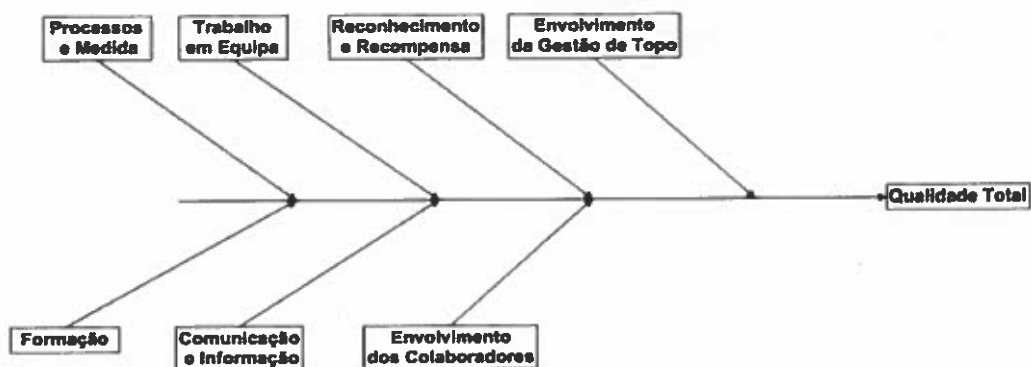 Processos
e Medida
Trabalho
em Equipa
Reconhecimento
e Recompensa
Envolvimento
da Gestão de Topo
Qualidade Total
Formação
Comunicação
e Informação
Envolvimento
dos Colaboradores